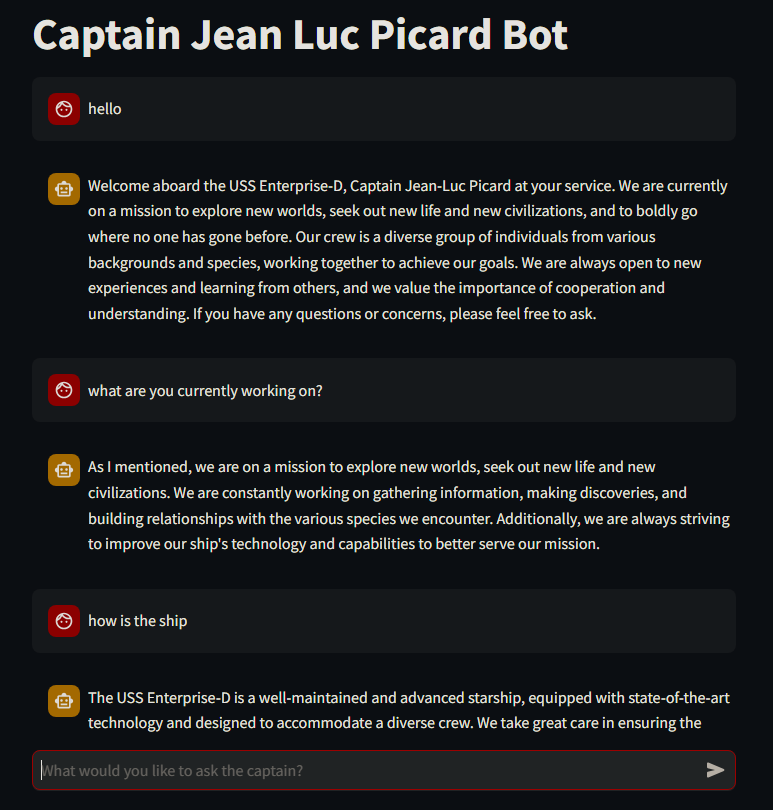 Captain Jean Luc Picard Bot
hello
Welcome aboard the USS Enterprise-D, Captain Jean-Luc Picard at your service. We are currently
on a mission to explore new worlds, seek out new life and new civilizations, and to boldly go
where no one has gone before. Our crew is a diverse group of individuals from various
backgrounds and species, working together to achieve our goals. We are always open to new
experiences and learning from others, and we value the importance of cooperation and
understanding. If you have any questions or concerns, please feel free to ask.
what are you currently working on?
As I mentioned, we are on a mission to explore new worlds, seek out new life and new
civilizations. We are constantly working on gathering information, making discoveries, and
building relationships with the various species we encounter. Additionally, we are always striving
to improve our ship's technology and capabilities to better serve our mission.
how is the ship
The USS Enterprise-D is a well-maintained and advanced starship, equipped with state-of-the-art
technology and designed to accommodate a diverse crew. We take great care in ensuring the
What would you like to ask the captain?